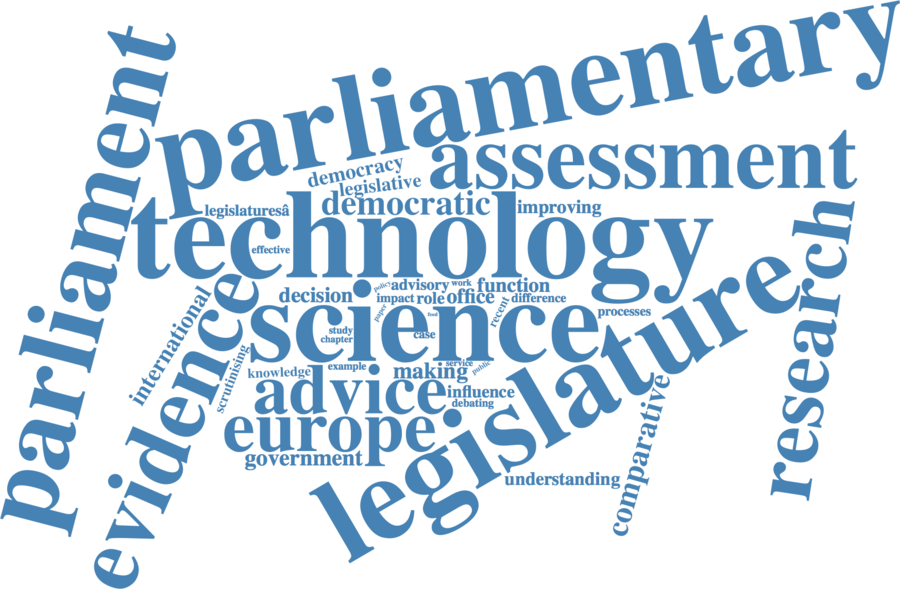 parliamentary
parliament
assessment
democracy
legislative
democratic
improving
legislaturesâ
technology
effective
research
policy
advisory
work
function
decision
impact
role
office
difference
international
evidence
science
paper
feed
recent
processes
study
chapter
case
legislature
scrutinising
knowledge
example
making
service
public
advice
influence
debating
comparative
europe
government
understanding